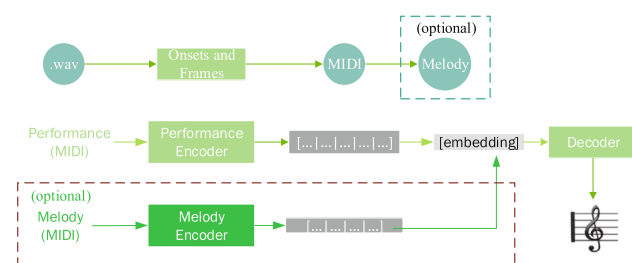 (optional)
.wav
Onsets and
Frames
MIDI
Melody
Performance
(MIDI)
Performance
Encoder
[...|...|...|...|...]
[embedding]
Decoder
(optional)
Melody
(MIDI)
Melody
Encoder
[...|...|...|...]